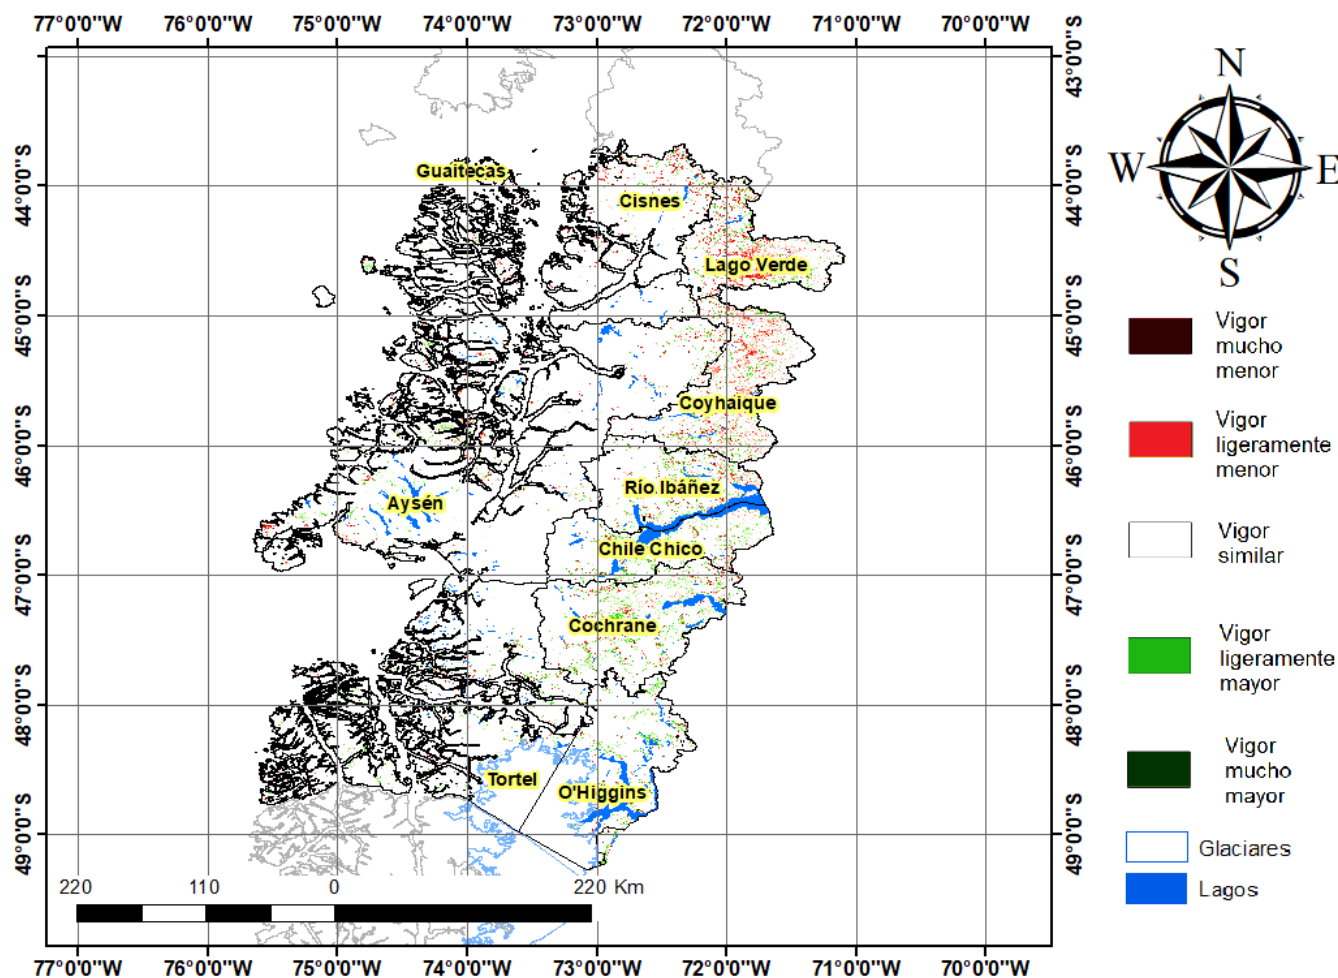 77°0'0"S 76°0'0"S 75°0'0"S 74°0'0"S 73°0'0"S 72°0'0"S 71°0'0"S 70°0'0"S
43°0'0"S
43°0'0"S
44°0'0"S
44°0'0"S
45°0'0"S
45°0'0"S
46°0'0"S
46°0'0"S
47°0'0"S
47°0'0"S
48°0'0"S
48°0'0"S
49°0'0"S
49°0'0"S
Guaitecas
Cisnes
Lago Verde
Coyhaique
Río Ibáñez
Aysén
Chile Chico
Cochrane
Tortel
O'Higgins
220 110 0 220 Km
77°0'0"W 76°0'0"W 75°0'0"W 74°0'0"W 73°0'0"W 72°0'0"W 71°0'0"W 70°0'0"W
N
W
E
S
Vigor
mucho
menor
Vigor
ligeramente
menor
Vigor
similar
Vigor
ligeramente
mayor
Vigor
mucho
mayor
Glaciares
Lagos